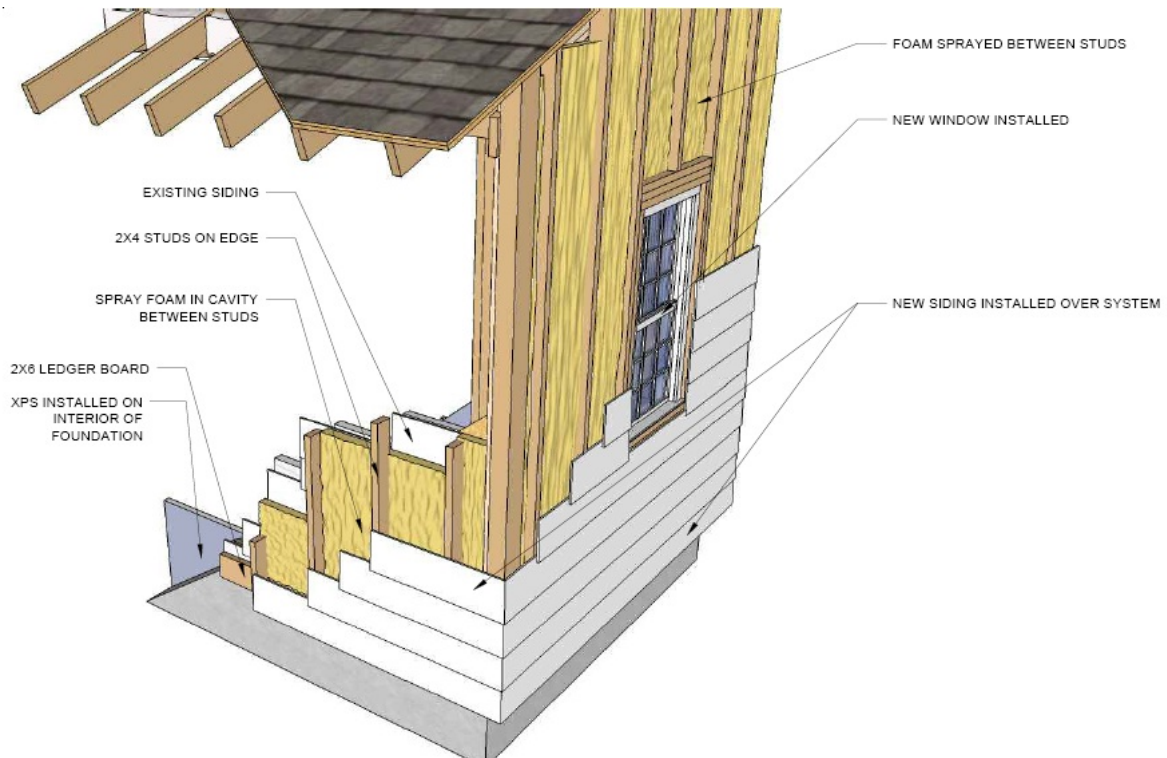 FOAM SPRAYED BETWEEN STUDS
NEW WINDOW INSTALLED
EXISTING SIDING
2X4 STUDS ON EDGE
SPRAY FOAM IN CAVITY
BETWEEN STUDS
NEW SIDING INSTALLED OVER SYSTEM
2X6 LEDGER BOARD
XPS INSTALLED ON
INTERIOR OF
FOUNDATION